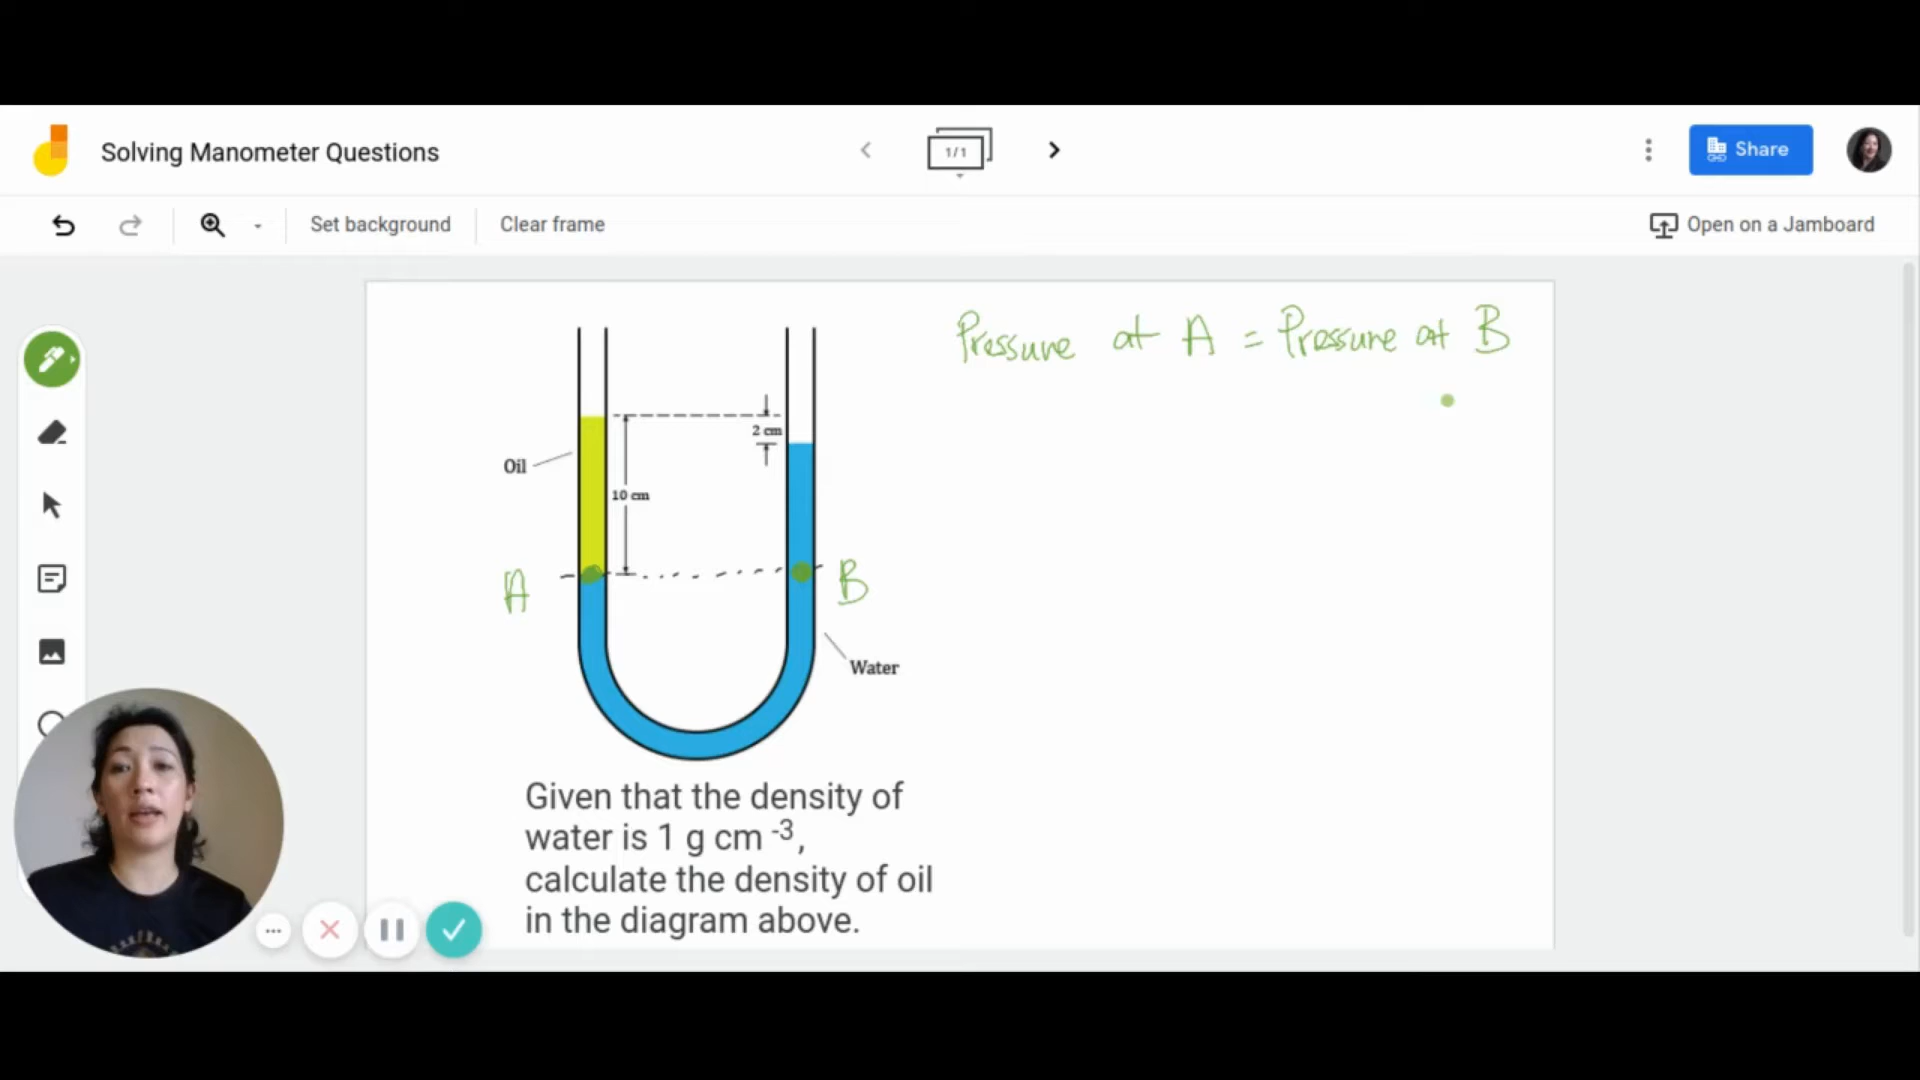 Solving Manometer Questions
1/1
Share
Set background
Clear frame
Open on a Jamboard
Pressure at A = Pressure at B
2 cm
Oil
10 cm
A
B
Water
Given that the density of
water is 1 g cm -3,
calculate the density of oil
in the diagram above.